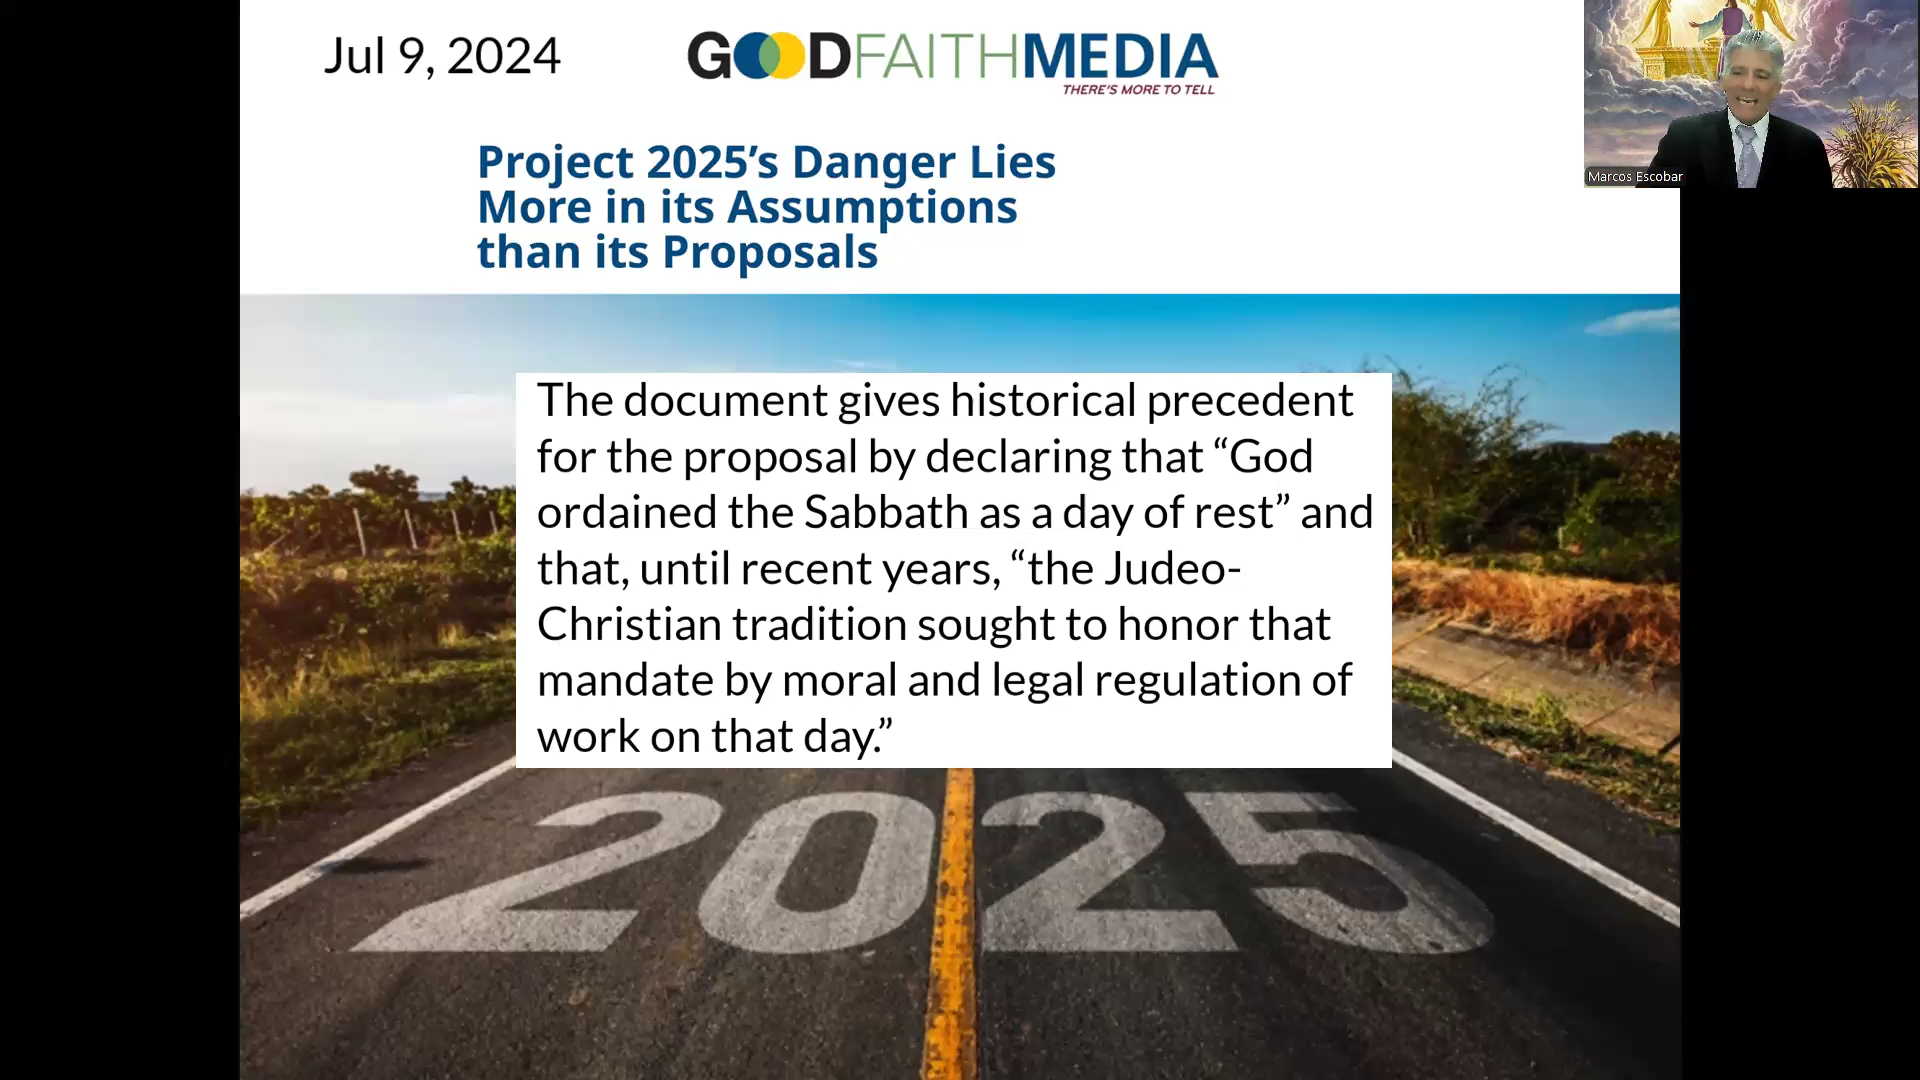 Jul 9, 2024
GOODFAITHMEDIA
THERE'S MORE TO TELL
Marcos Escobar
Project 2025’s Danger Lies
More in its Assumptions
than its Proposals
The document gives historical precedent
for the proposal by declaring that “God
ordained the Sabbath as a day of rest” and
that, until recent years, “the Judeo-
Christian tradition sought to honor that
mandate by moral and legal regulation of
work on that day.”
2025